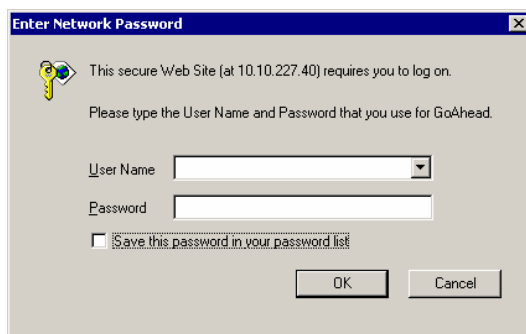 Enter Network Password
This secure Web Site (at 10.10.227.40) requires you to log on.
Please type the User Name and Password that you use for GoAhead.
User Name
Password
Save this password in your password list
OK Cancel